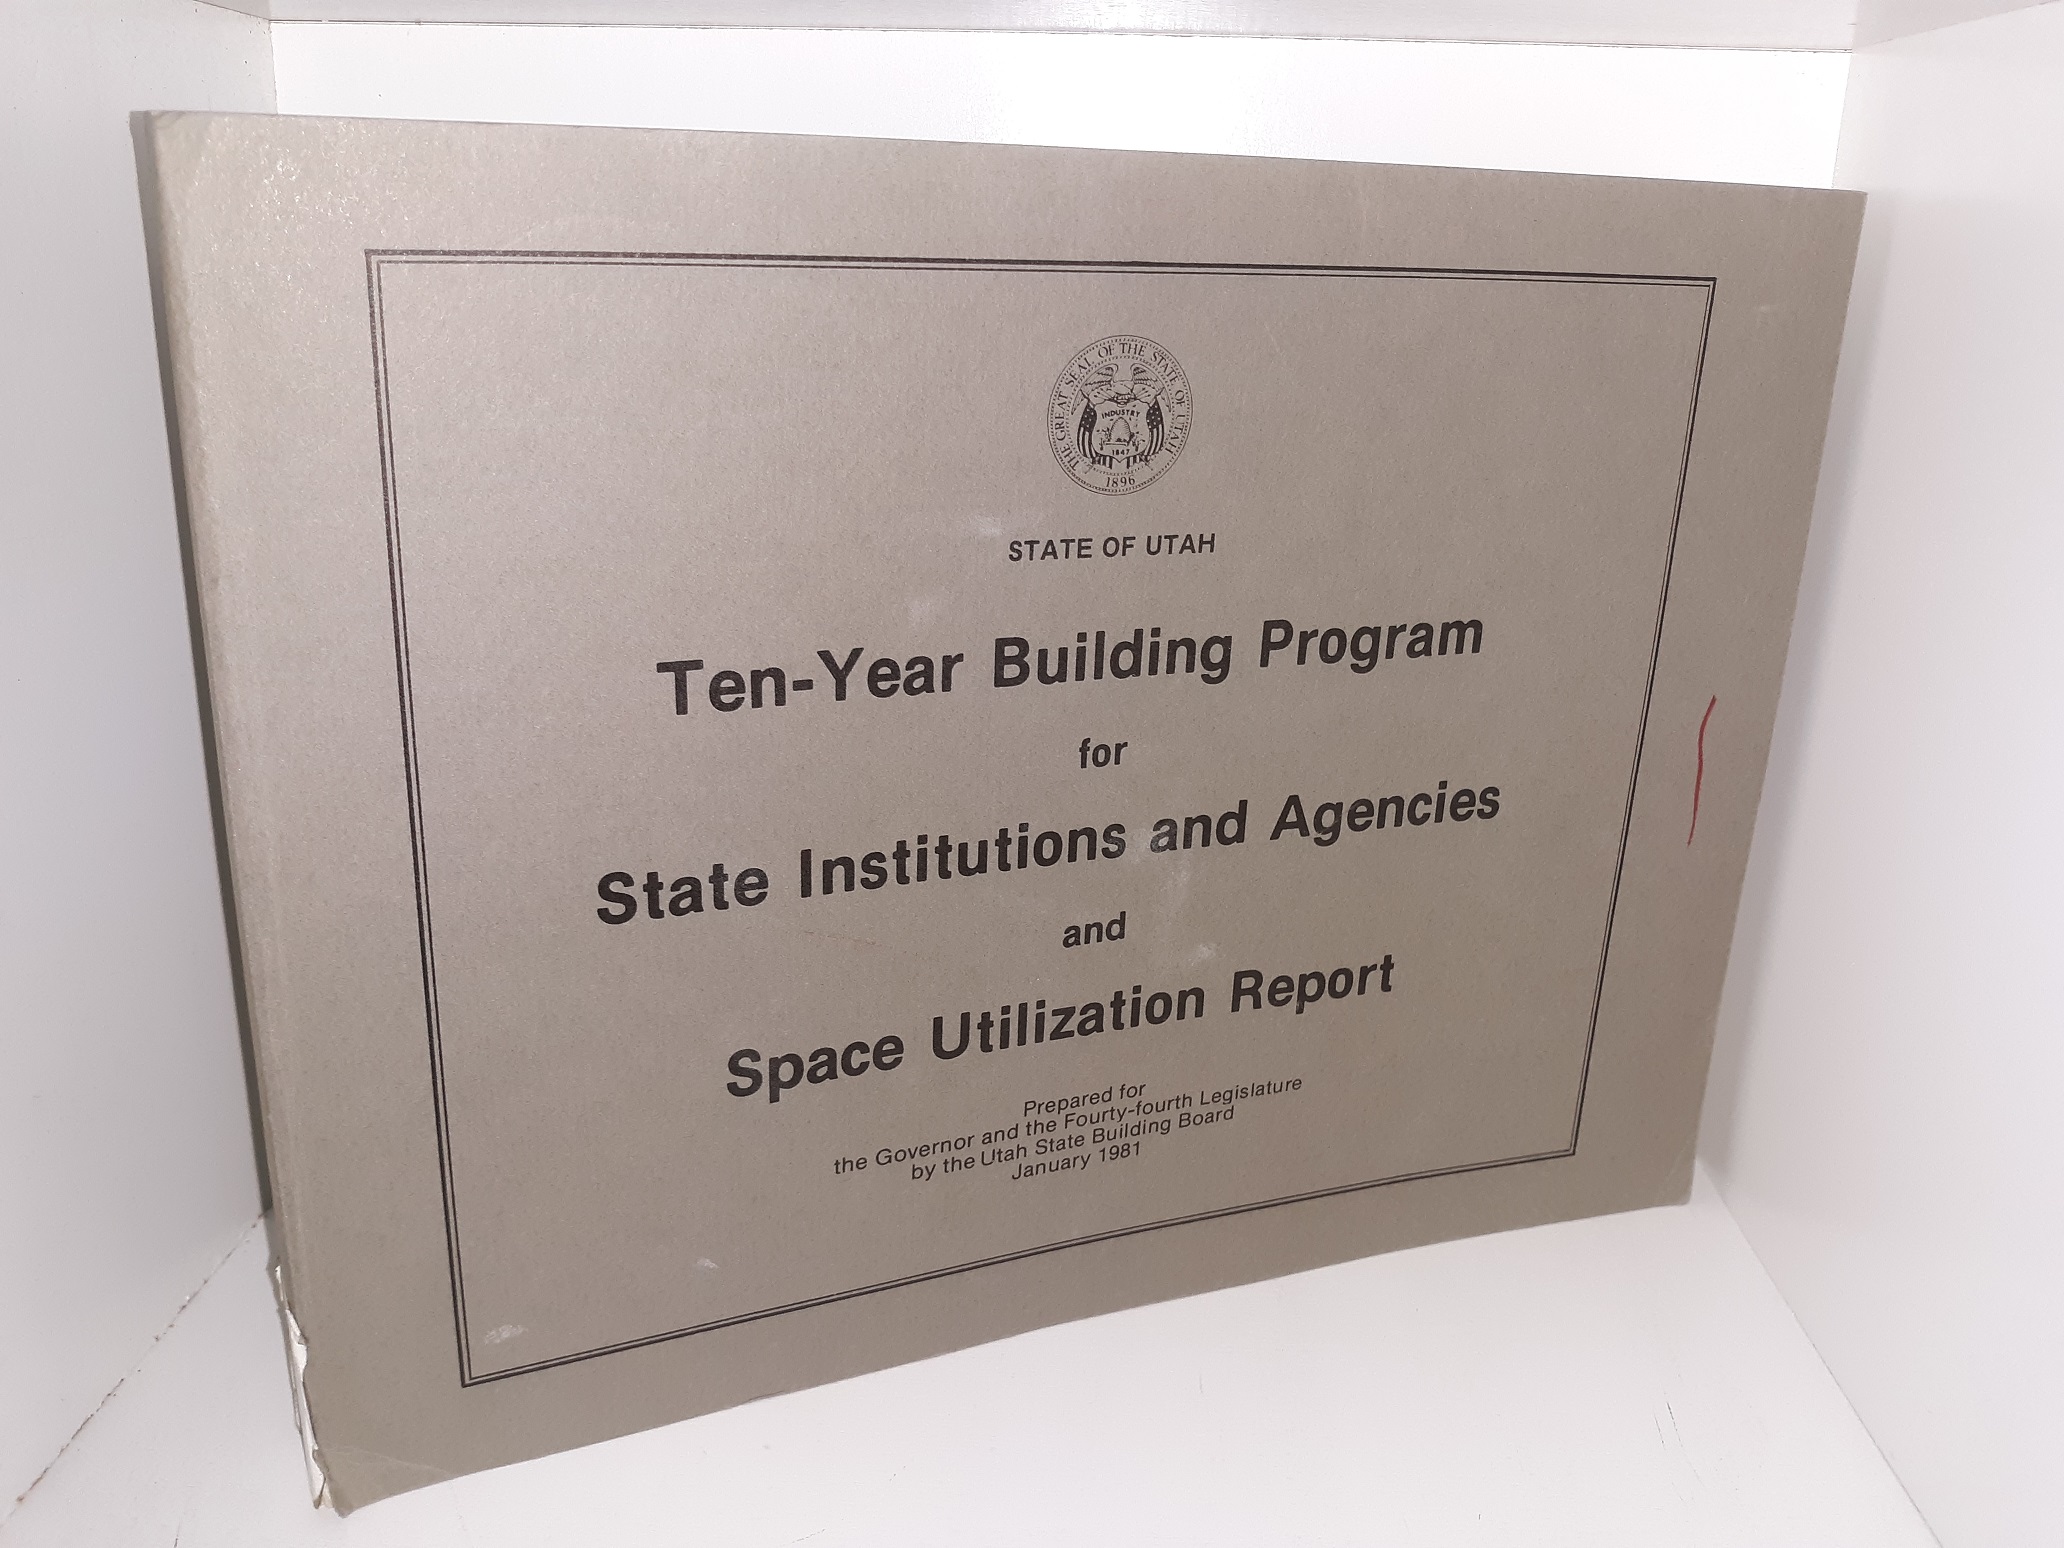 THE GREAT SEAL OF THE STATE OF UTAH
INDUSTRY
1847
1896
STATE OF UTAH
Ten-Year Building Program
for
State Institutions and Agencies
and
Space Utilization Report
Prepared for
the Governor and the Fourty-fourth Legislature
by the Utah State Building Board
January 1981